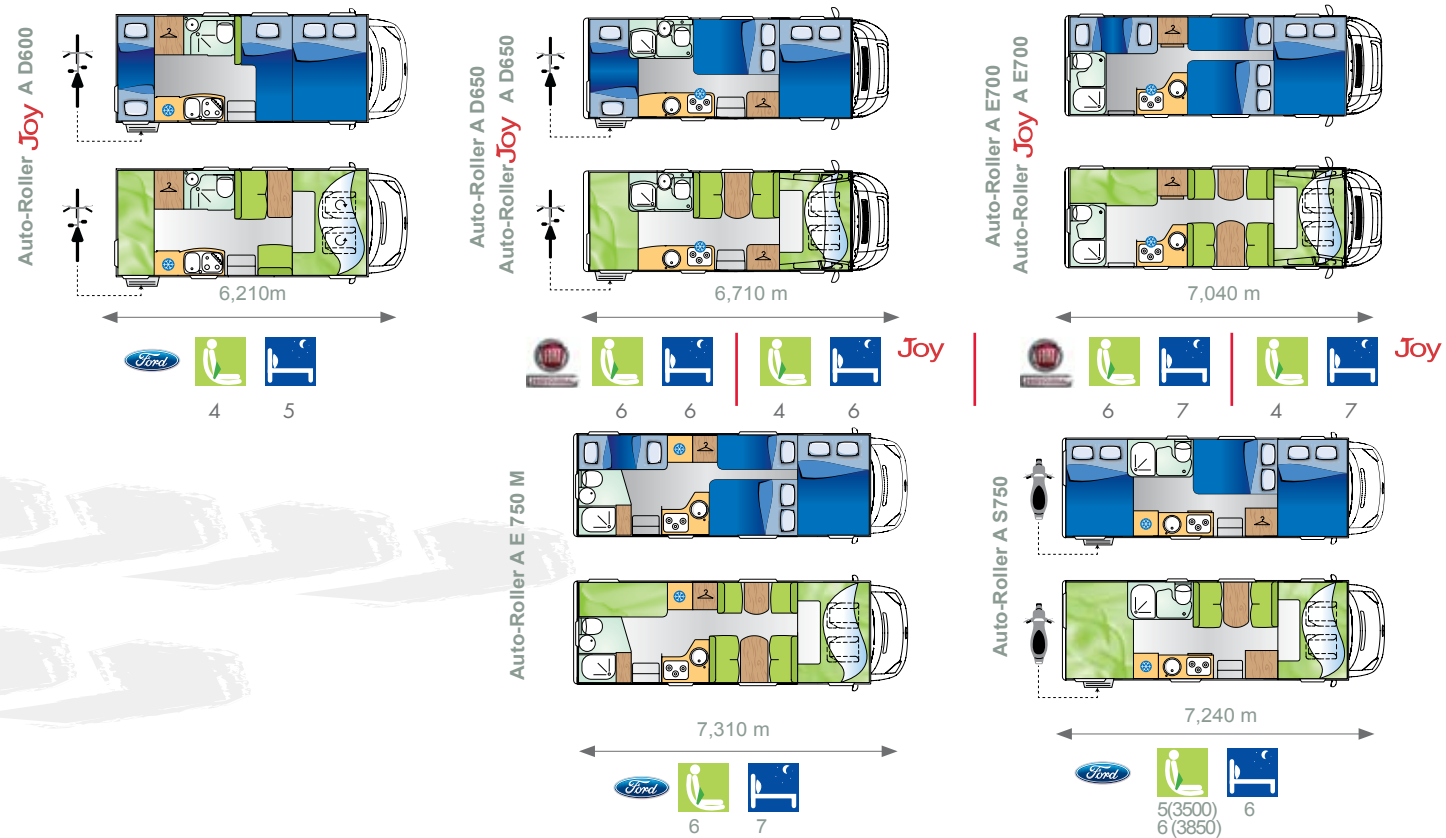 Auto-Roller Joy A D600
6,210m
Ford
4 5
Auto-Roller A D650
Auto-Roller Joy A D650
6,710 m
6 6 4 6
Joy
Auto-Roller A E700
Auto-Roller Joy A E700
7,040 m
6 7 4 7
Joy
Auto-Roller A E 750 M
7,310 m
Ford
6 7
Auto-Roller A S750
7,240 m
Ford
5(3500) 6
6 (3850)